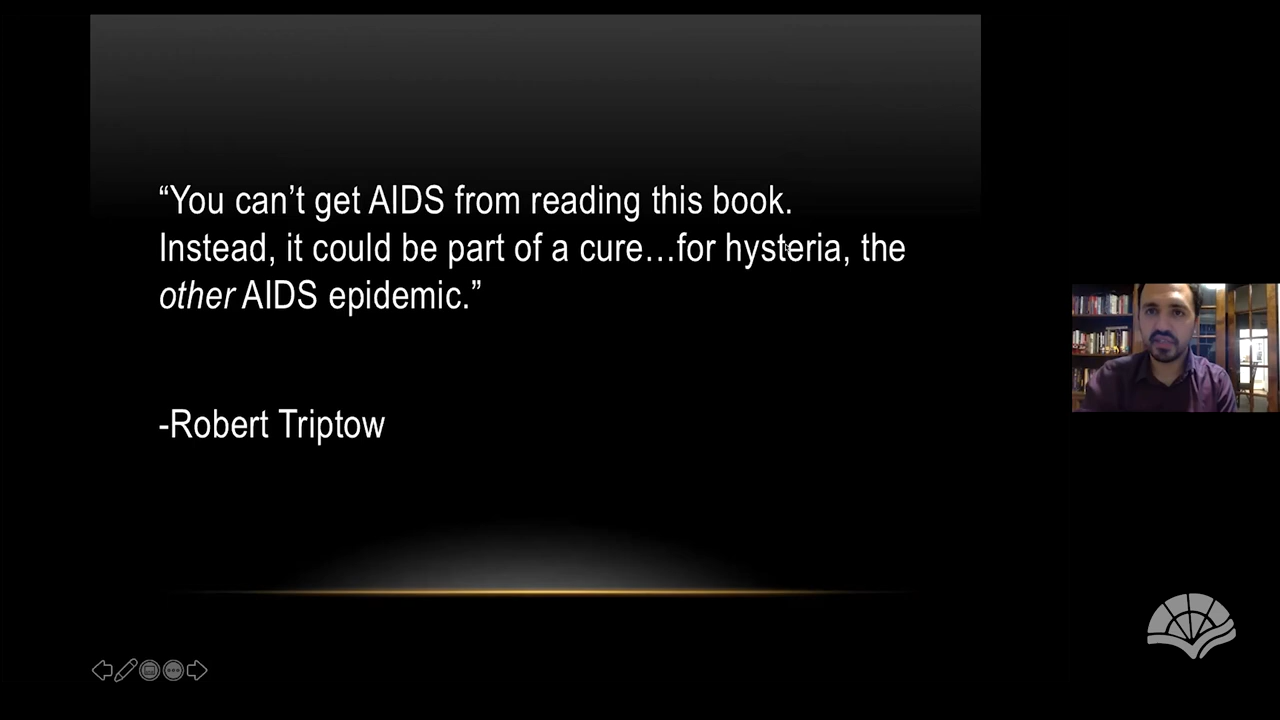 “You can’t get AIDS from reading this book.
Instead, it could be part of a cure…for hysteria, the
other AIDS epidemic.”
-Robert Triptow